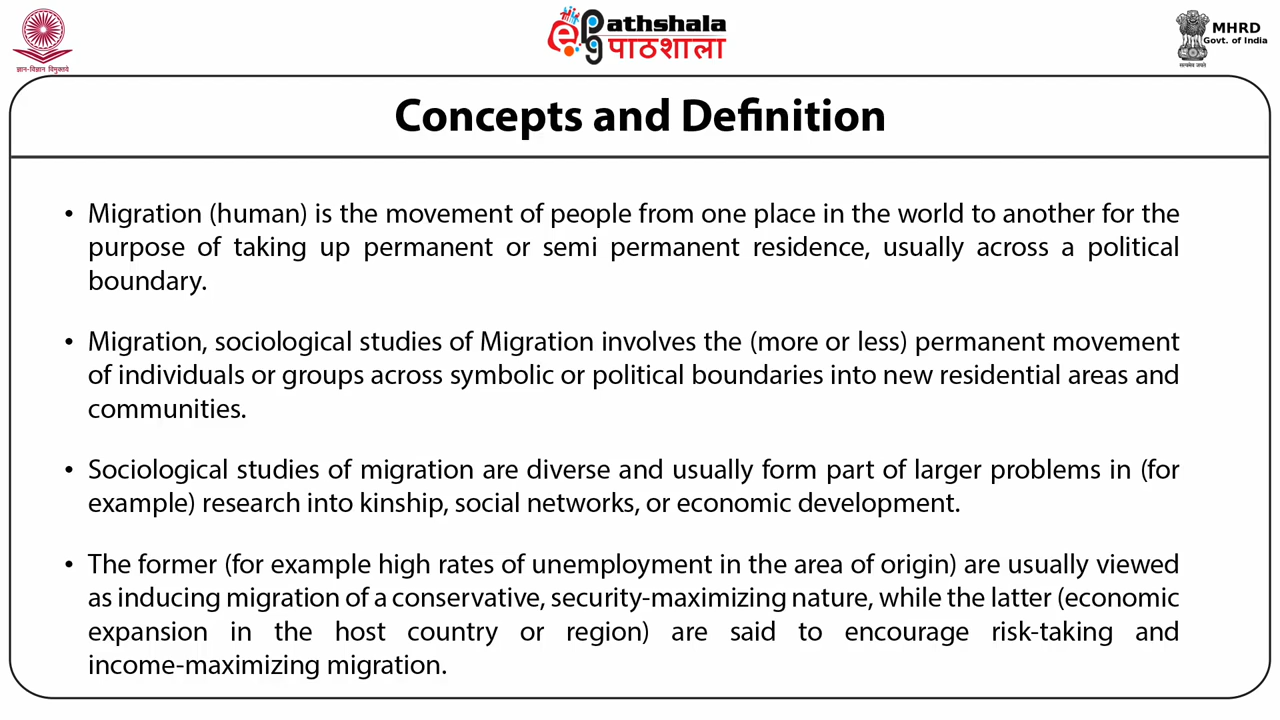 ज्ञान-विज्ञान विमुक्तये
epg Pathshala
पाठशाला
MHRD
Govt. of India
सत्यमेव जयते
Concepts and Definition
• Migration (human) is the movement of people from one place in the world to another for the
purpose of taking up permanent or semi permanent residence, usually across a political
boundary.
• Migration, sociological studies of Migration involves the (more or less) permanent movement
of individuals or groups across symbolic or political boundaries into new residential areas and
communities.
• Sociological studies of migration are diverse and usually form part of larger problems in (for
example) research into kinship, social networks, or economic development.
• The former (for example high rates of unemployment in the area of origin) are usually viewed
as inducing migration of a conservative, security-maximizing nature, while the latter (economic
expansion in the host country or region) are said to encourage risk-taking and
income-maximizing migration.